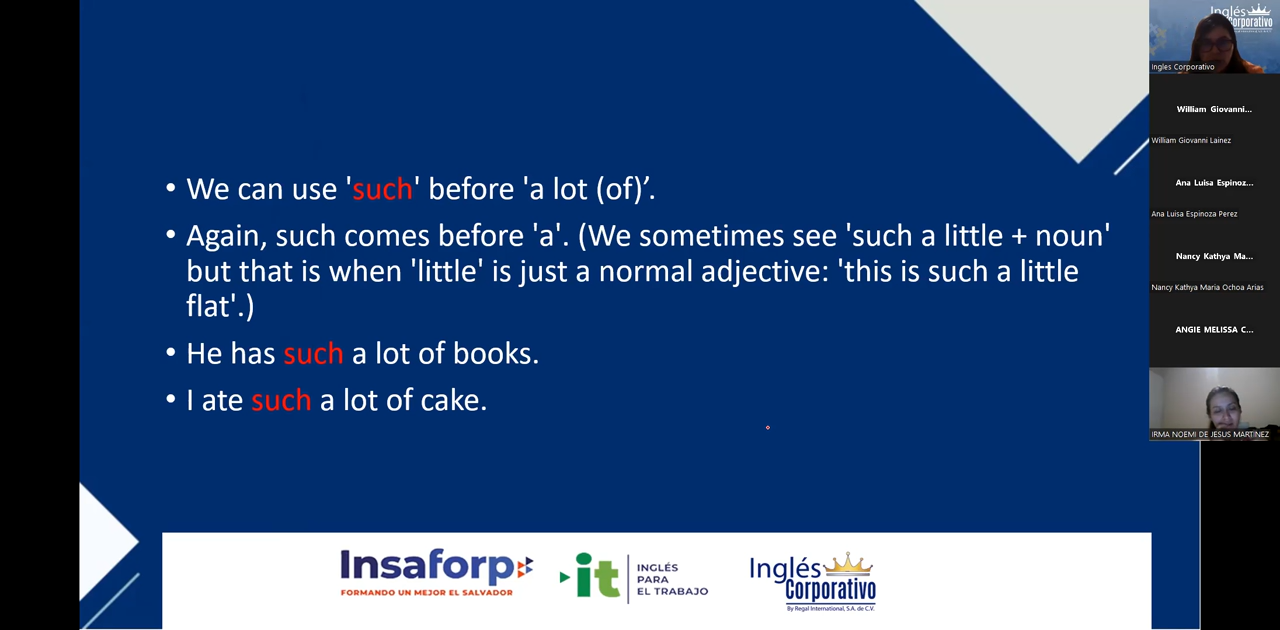 • We can use 'such' before 'a lot (of)’.
• Again, such comes before 'a'. (We sometimes see 'such a little + noun'
but that is when 'little' is just a normal adjective: 'this is such a little
flat'.)
• He has such a lot of books.
• I ate such a lot of cake.
Insaforp
FORMANDO UN MEJOR EL SALVADOR
it
INGLÉS
PARA
EL TRABAJO
Inglés
Corporativo
By Regal International, S.A. de C.V.
Inglés
Corporativo
Ingles Corporativo
William Giovanni...
William Giovanni Lainez
Ana Luisa Espinoz...
Ana Luisa Espinoza Perez
Nancy Kathya Ma...
Nancy Kathya Maria Ochoa Arias
ANGIE MELISSA C...
IRMA NOEMI DE JESUS MARTINEZ